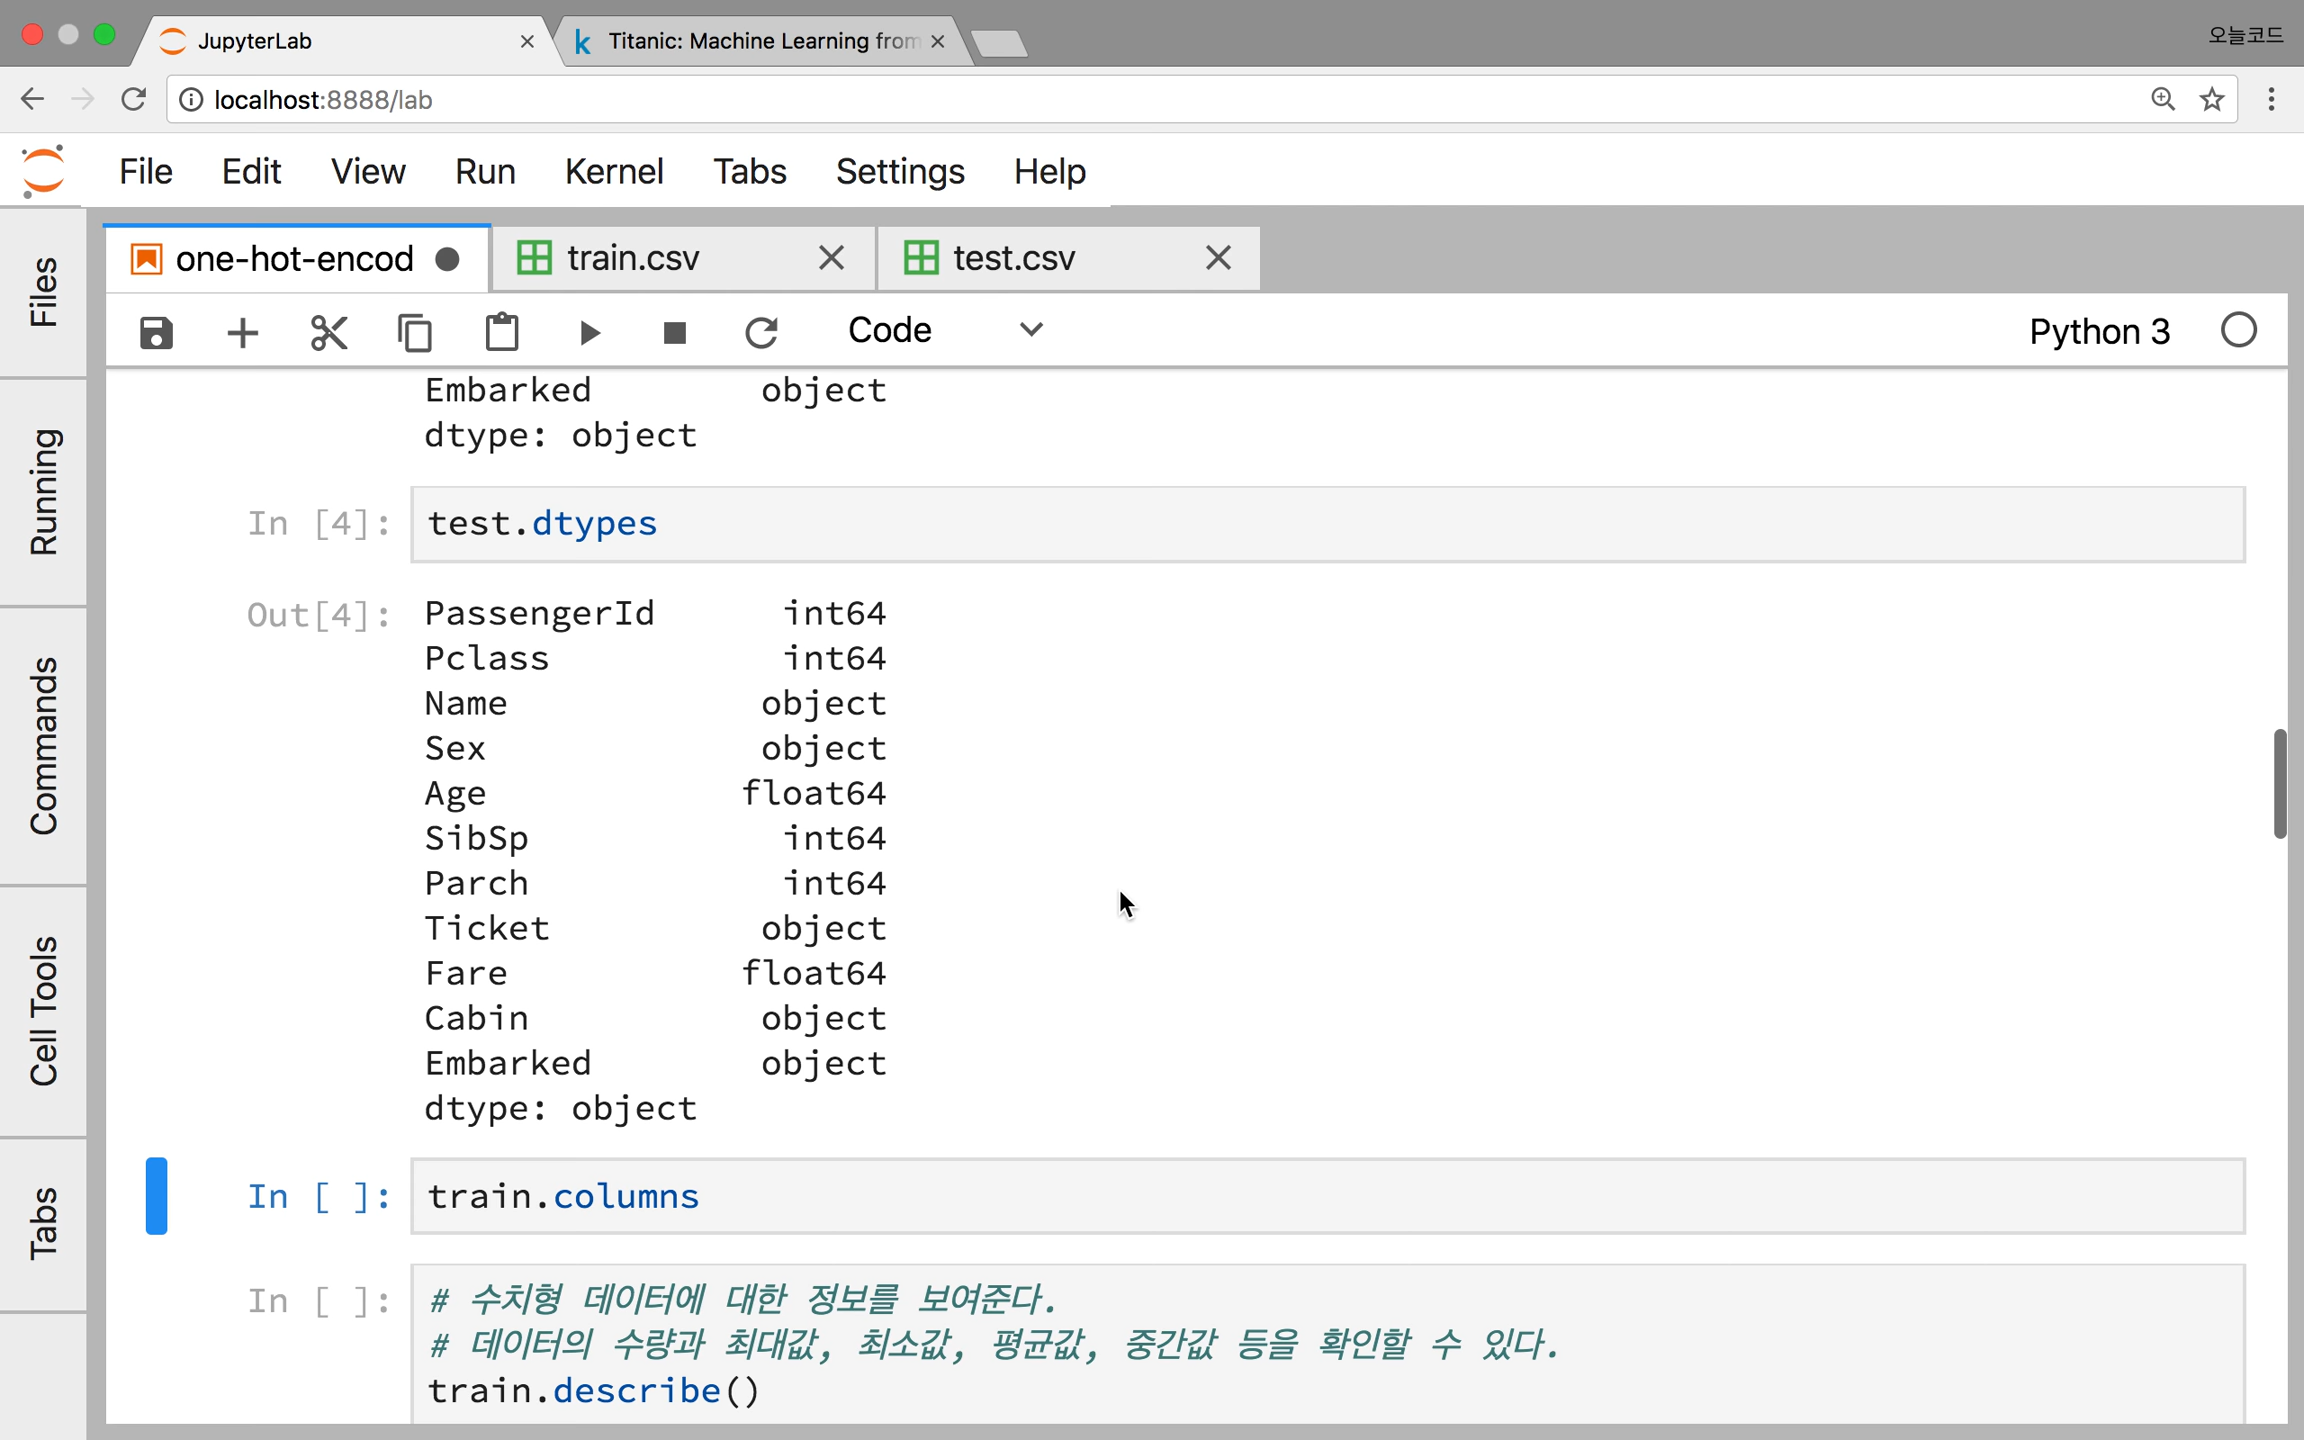 JupyterLab
Titanic: Machine Learning from
오늘코드
localhost:8888/lab
File Edit View Run Kernel Tabs Settings Help
Files
Running
Commands
Cell Tools
Tabs
one-hot-encod
train.csv
test.csv
Code
Python 3
Embarked object
dtype: object
In [4]: test.dtypes
Out[4]: PassengerId int64
Pclass int64
Name object
Sex object
Age float64
SibSp int64
Parch int64
Ticket object
Fare float64
Cabin object
Embarked object
dtype: object
In [ ]: train.columns
In [ ]: # 수치형 데이터에 대한 정보를 보여준다.
# 데이터의 수량과 최대값, 최소값, 평균값, 중간값 등을 확인할 수 있다.
train.describe()